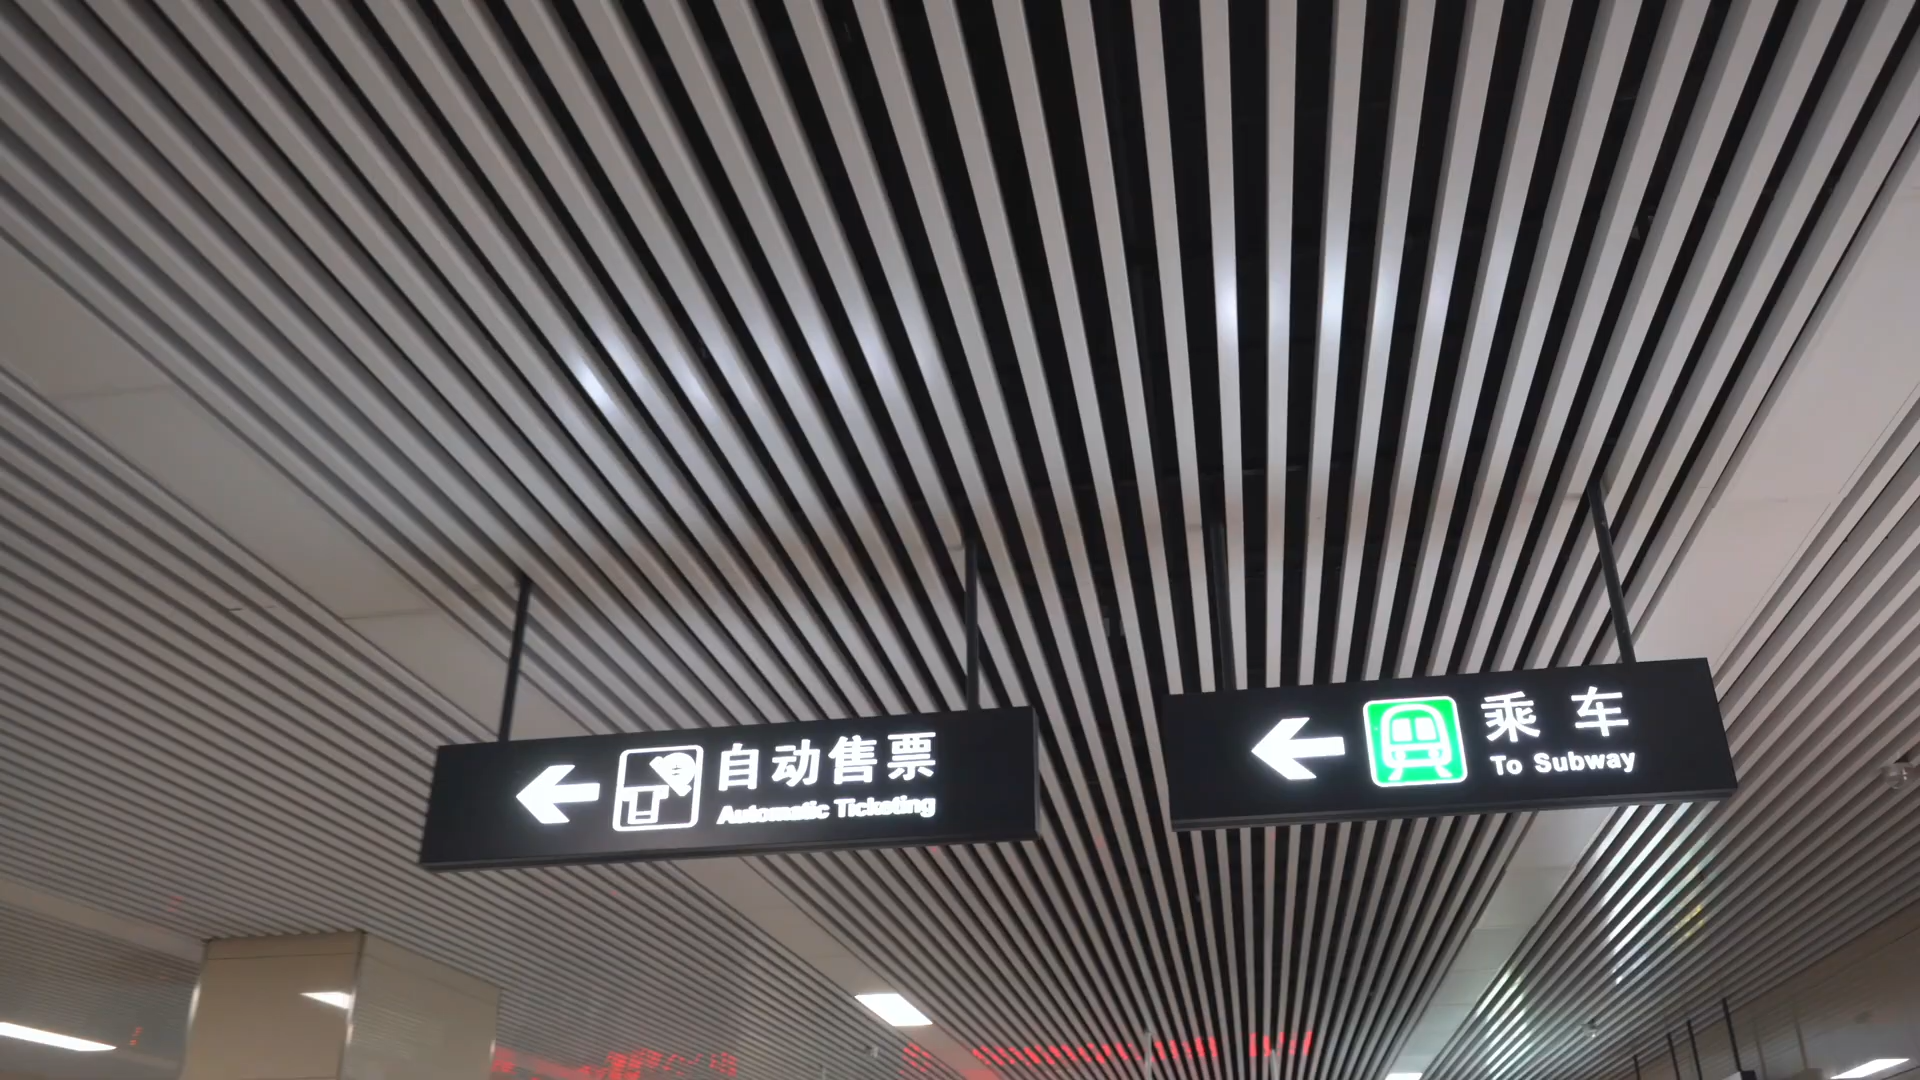 自动售票
Automatic Ticketing
乘车
To Subway